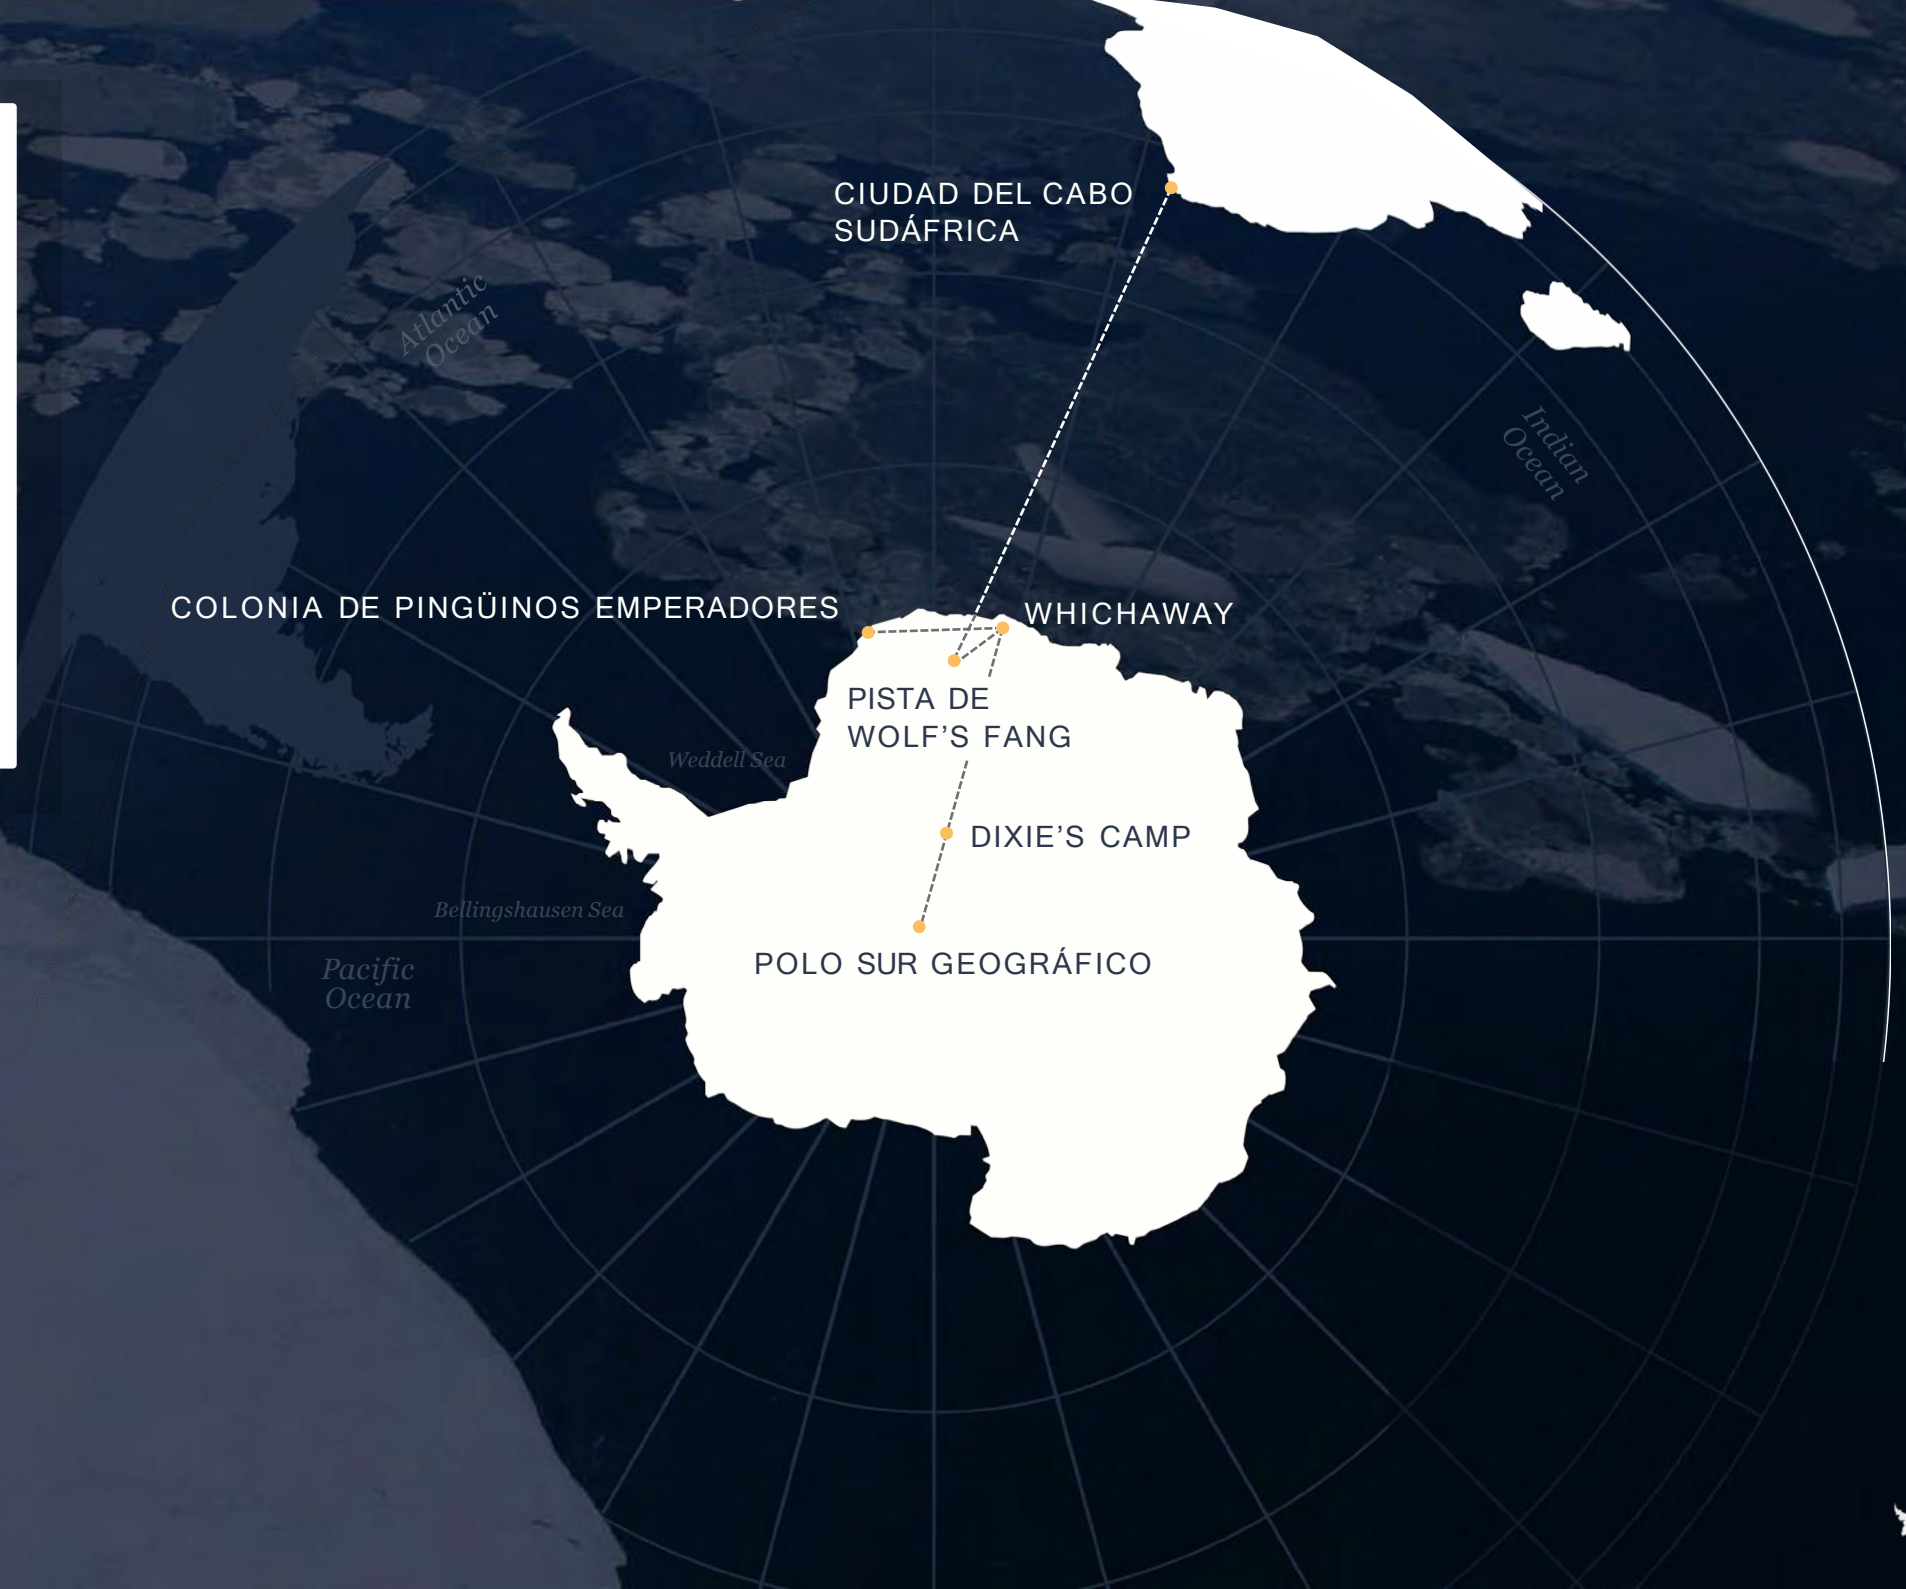 CIUDAD DEL CABO
SUDÁFRICA
Atlantic
Ocean
Indian
Ocean
COLONIA DE PINGÜINOS EMPERADORES
WHICHAWAY
PISTA DE
WOLF’S FANG
Weddell Sea
DIXIE’S CAMP
Bellingshausen Sea
POLO SUR GEOGRÁFICO
Pacific
Ocean